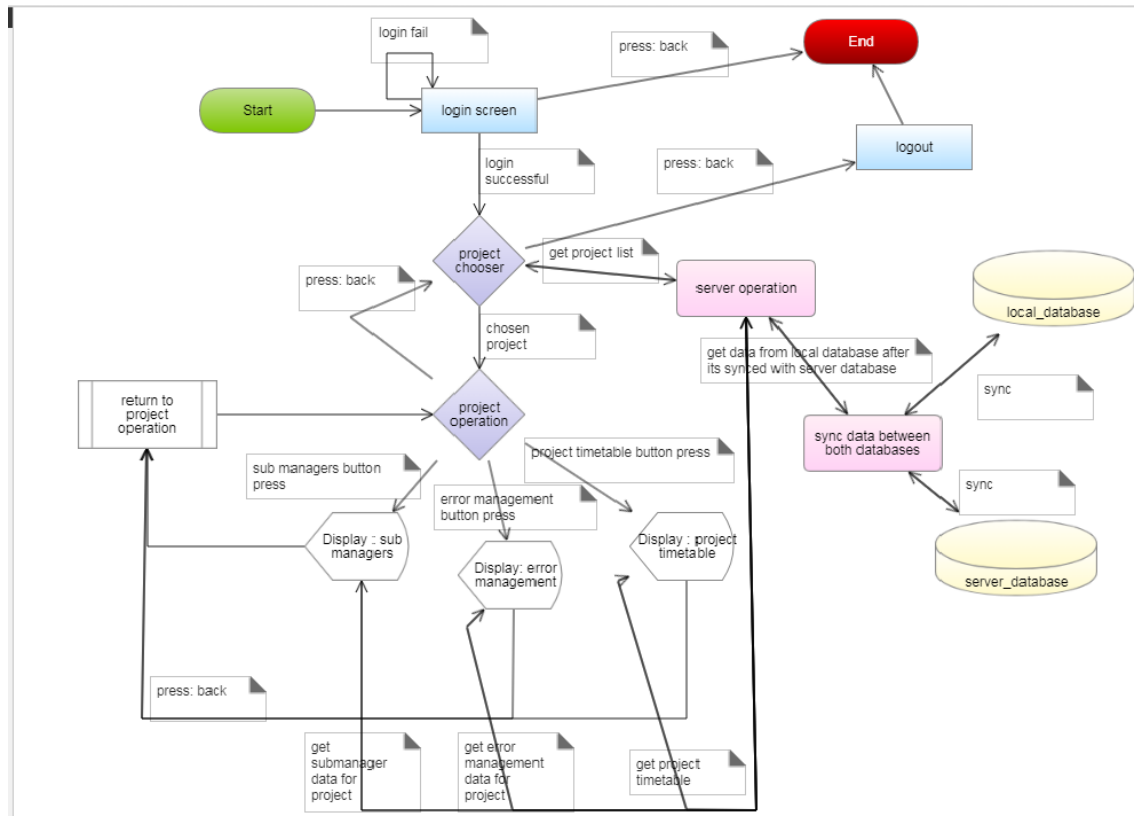 login fail
End
press: back
Start
login screen
logout
login
successful
press: back
project
chooser
get project list
press: back
server operation
local_database
chosen
project
get data from local database after
its synced with server database
sync
return to
project
operation
project
operation
sync data between
both databases
sub managers button
press
project timetable button press
error management
button press
sync
Display : sub
managers
Display: error
management
Display : project
timetable
server_database
press: back
get
submanager
data for
project
get error
management
data for
project
get project
timetable